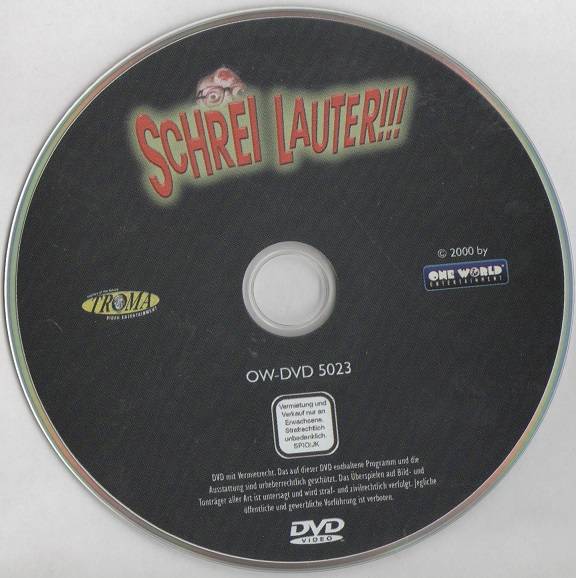 SCHREI LAUTER!!!
© 2000 by
ONE WORLD
ENTERTAINMENT
TROMA
VIDEO ENTERTAINMENT
OW-DVD 5023
Vermietung und
Verkauf nur an
Erwachsene.
Strafrechtlich
unbedenklich.
SPIO/JK
DVD mit Vermietrecht. Das auf dieser DVD enthaltene Programm und die
Ausstattung sind urheberrechtlich geschützt. Das Überspielen auf Bild- und
Tonträger aller Art ist untersagt und wird straf- und zivilrechtlich verfolgt. Jegliche
öffentliche und gewerbliche Vorführung ist verboten.
DVD
VIDEO